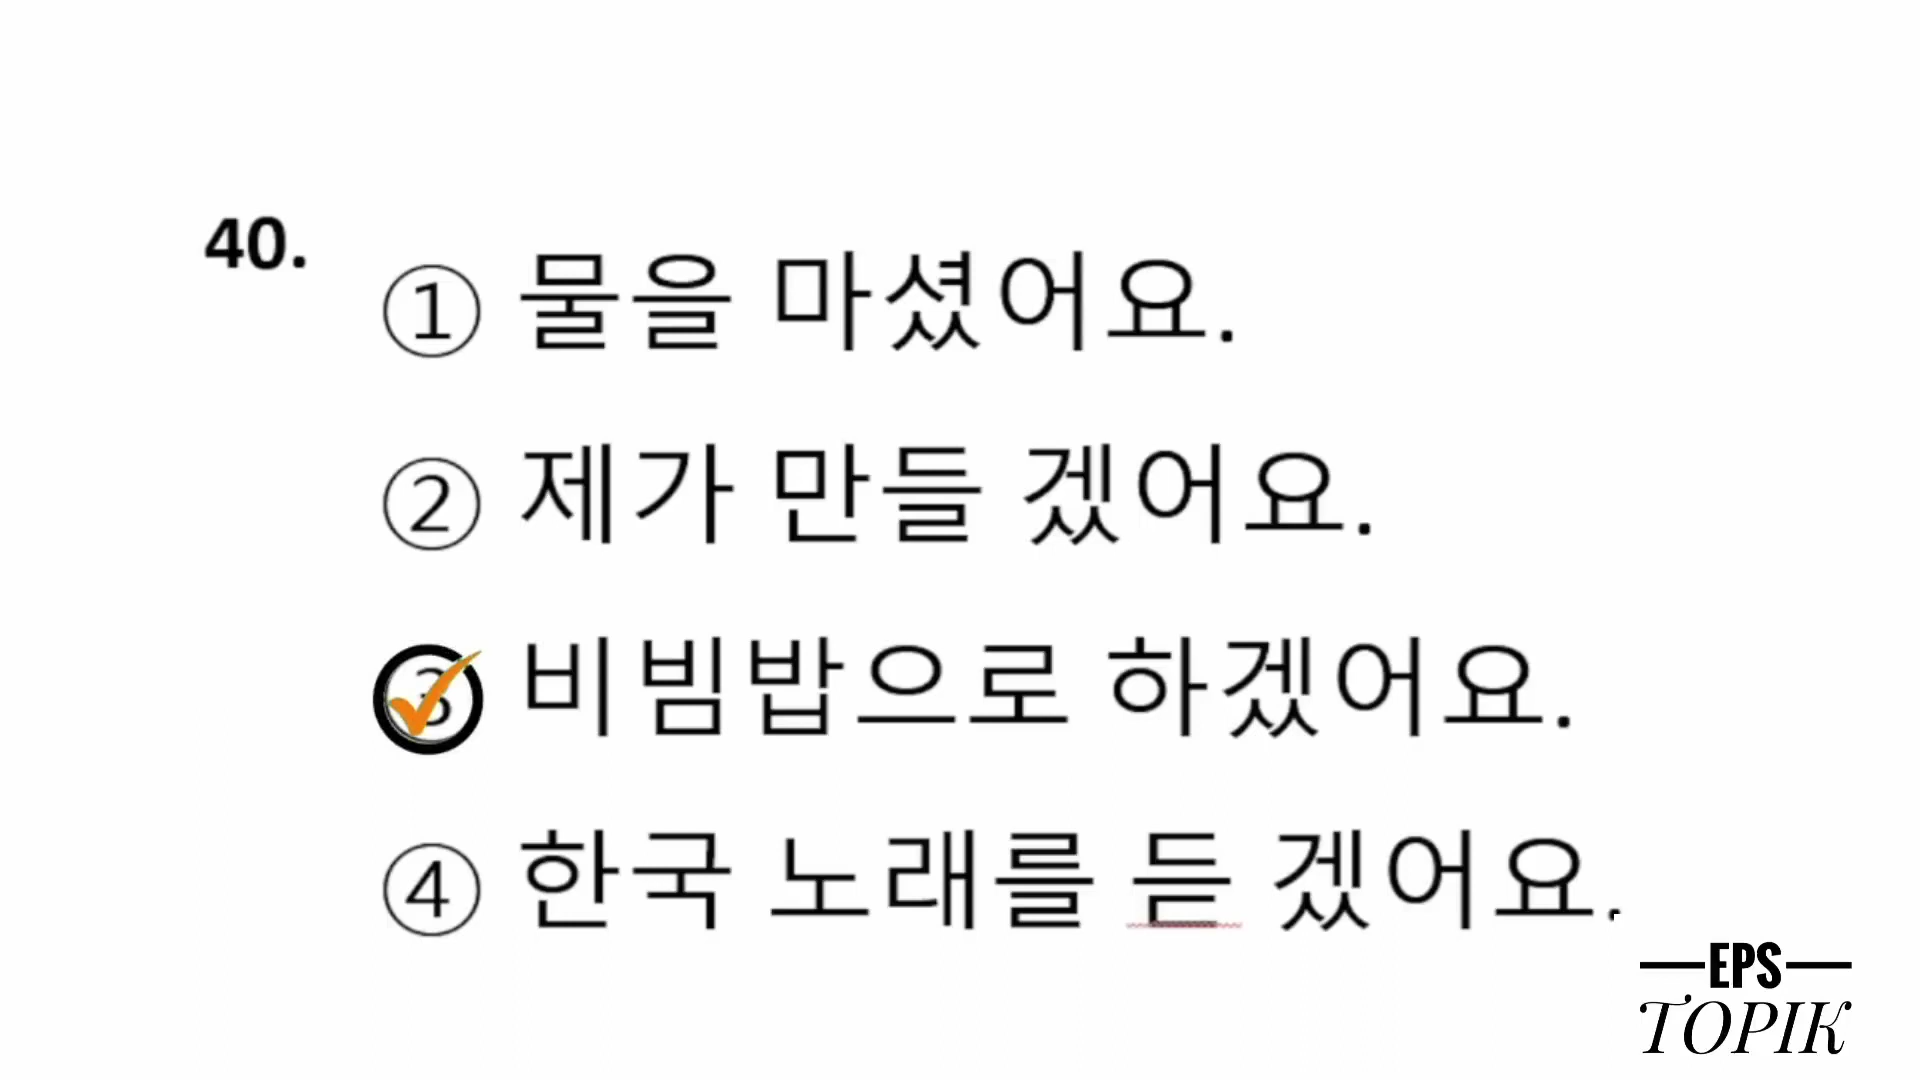 40.
① 물을 마셨어요.
② 제가 만들 겠어요.
③ 비빔밥으로 하겠어요.
④ 한국 노래를 듣 겠어요.
EPS
TOPIK